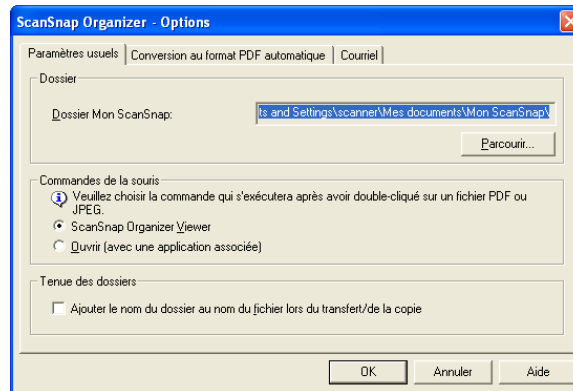 ScanSnap Organizer - Options
Paramètres usuels Conversion au format PDF automatique Courriel
Dossier
Dossier Mon ScanSnap: ts and Settings\scanner\Mes documents\Mon ScanSnap\
Parcourir...
Commandes de la souris
Veuillez choisir la commande qui s'exécutera après avoir double-cliqué sur un fichier PDF ou
JPEG.
ScanSnap Organizer Viewer
Ouvrir (avec une application associée)
Tenue des dossiers
Ajouter le nom du dossier au nom du fichier lors du transfert/de la copie
OK Annuler Aide